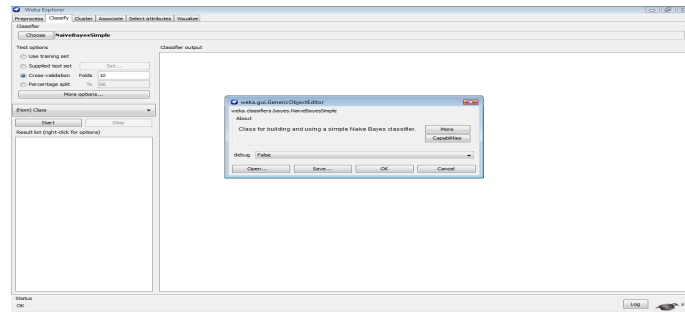 Weka Explorer
Preprocess Classify Cluster Associate Select attributes Visualize
Classifier
Choose NaiveBayesSimple
Test options
Use training set
Supplied test set Set...
Cross-validation Folds 10
Percentage split % 66
More options...
(Nom) Class
Start Stop
Result list (right-click for options)
Classifier output
weka.gui.GenericObjectEditor
weka.classifiers.bayes.NaiveBayesSimple
About
Class for building and using a simple Naive Bayes classifier.
More
Capabilities
debug False
Open... Save... OK Cancel
Status
OK
Log x 0